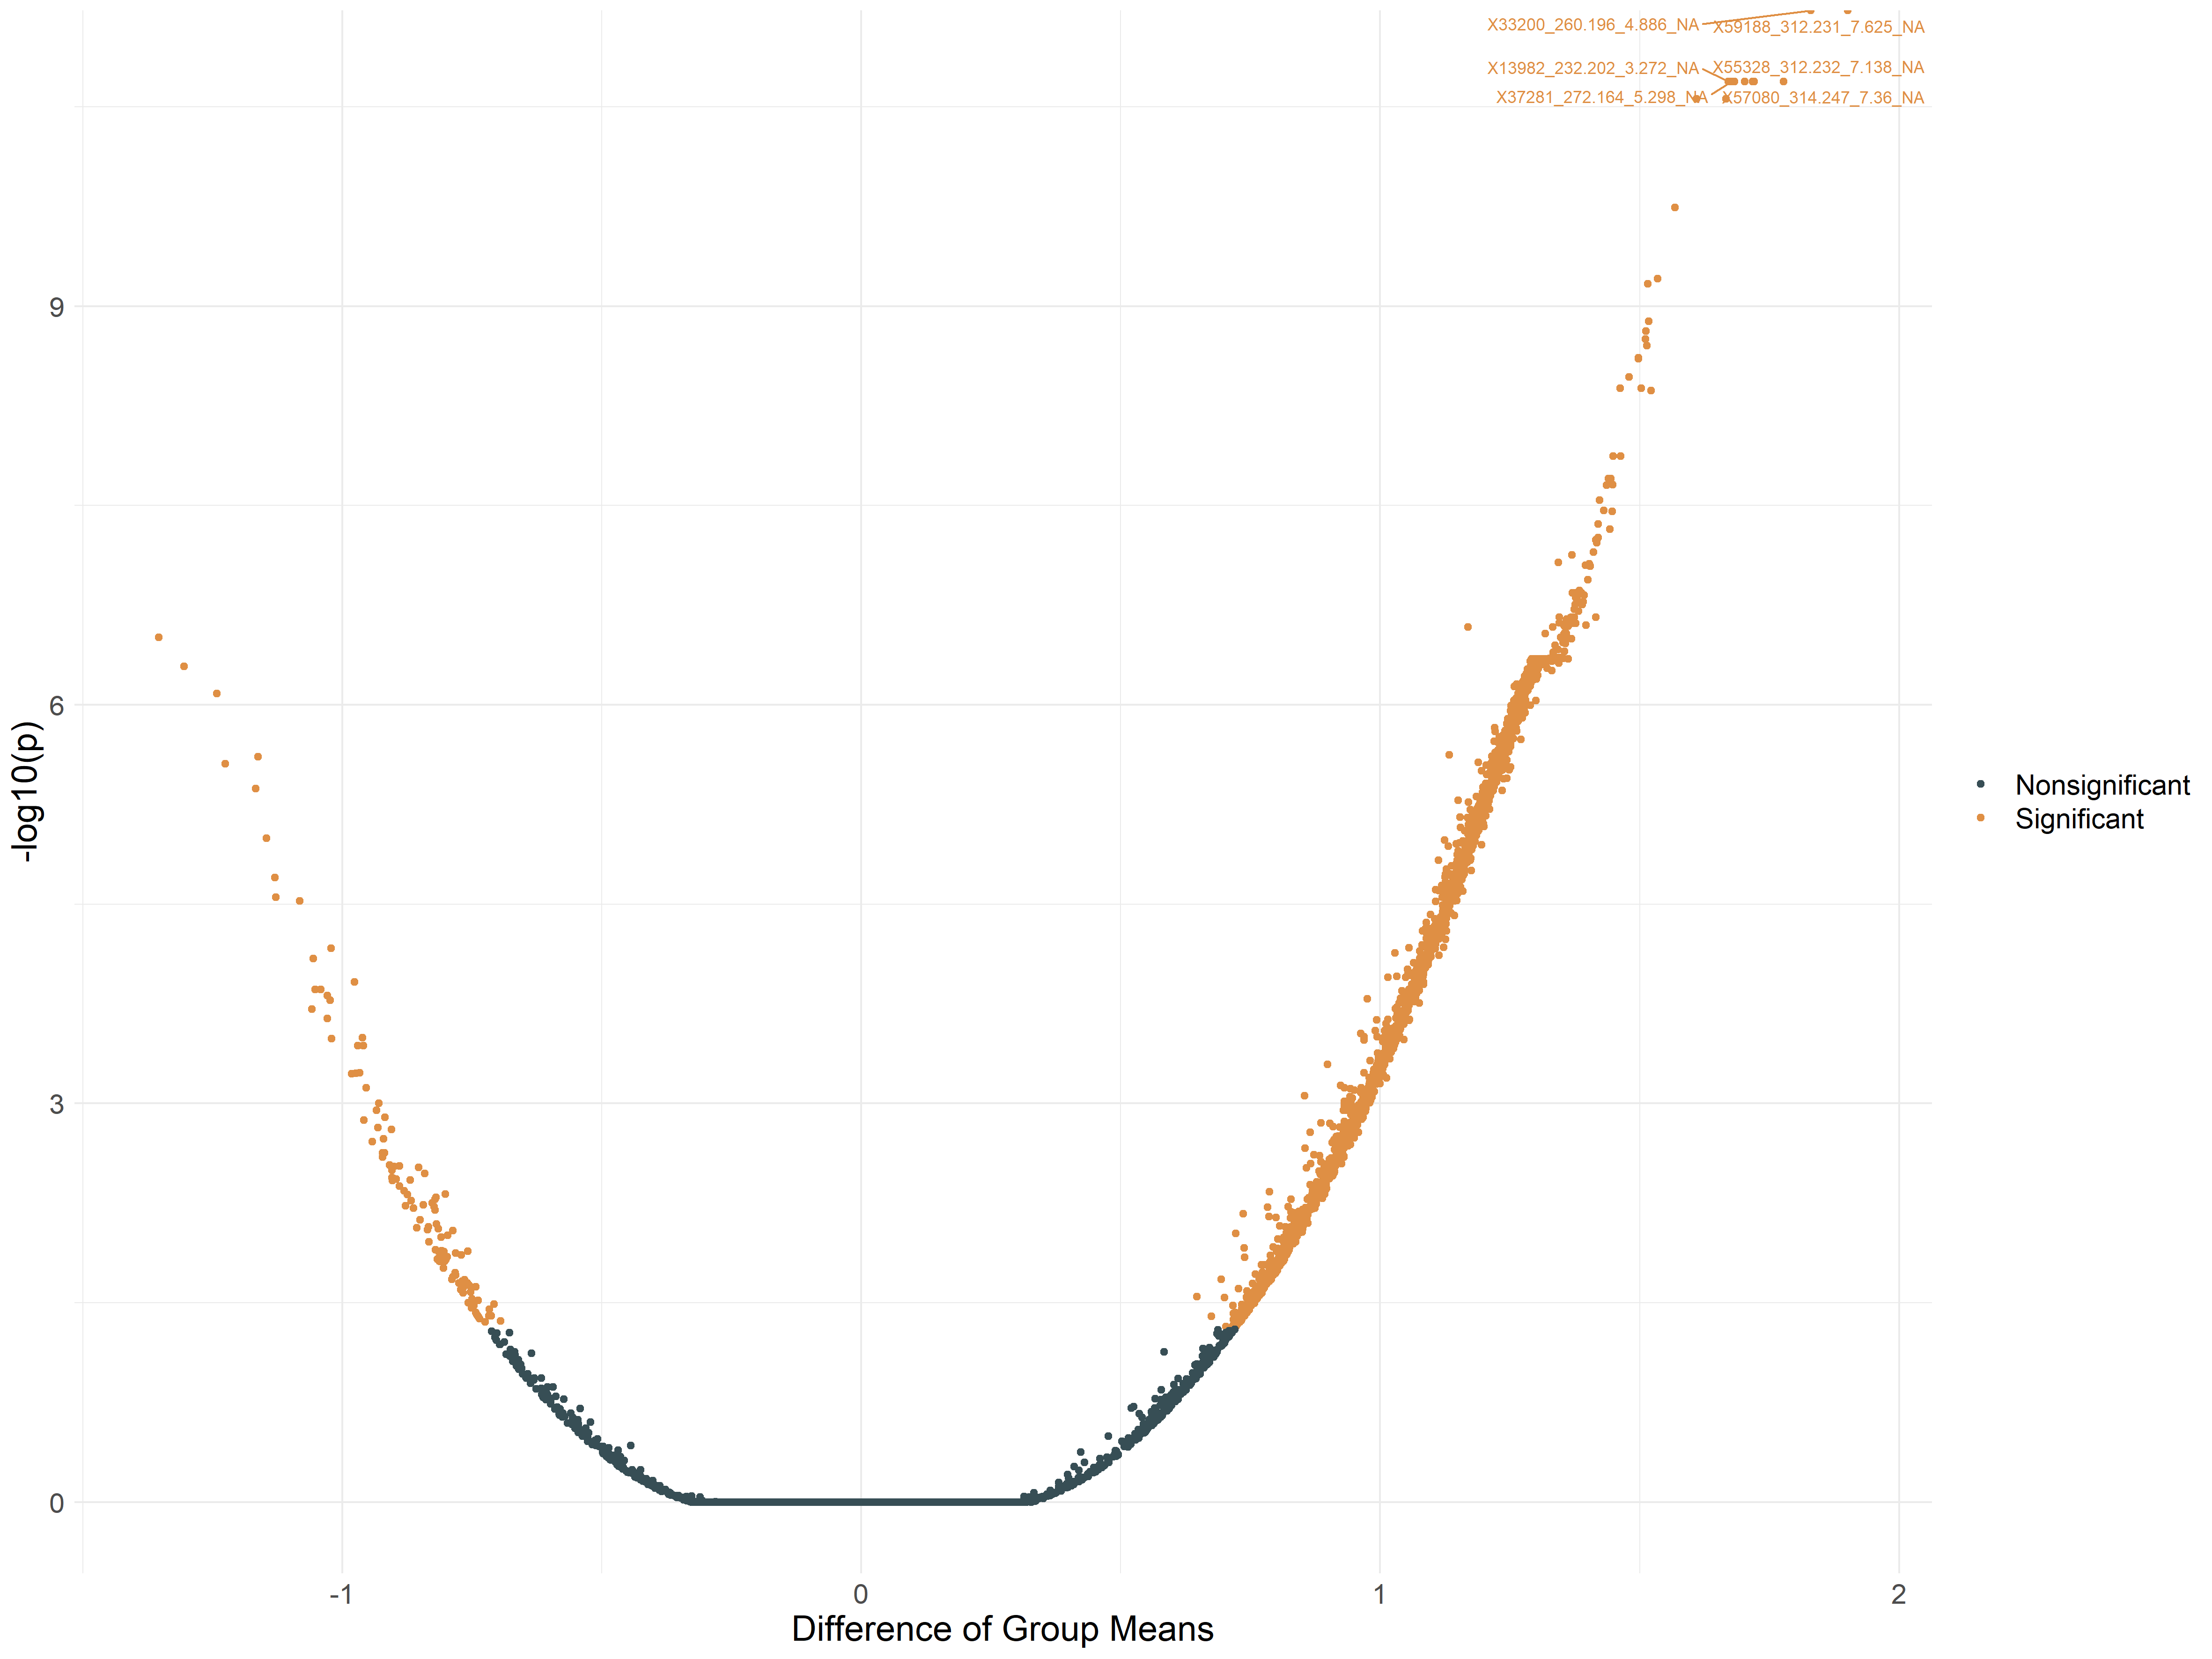 X33200_260.196_4.886_NA
X59188_312.231_7.625_NA
X13982_232.202_3.272_NA
X55328_312.232_7.138_NA
X37281_272.164_5.298_NA
X57080_314.247_7.36_NA
9
6
3
0
-log10(p)
-1
0
1
2
Difference of Group Means
Nonsignificant
Significant